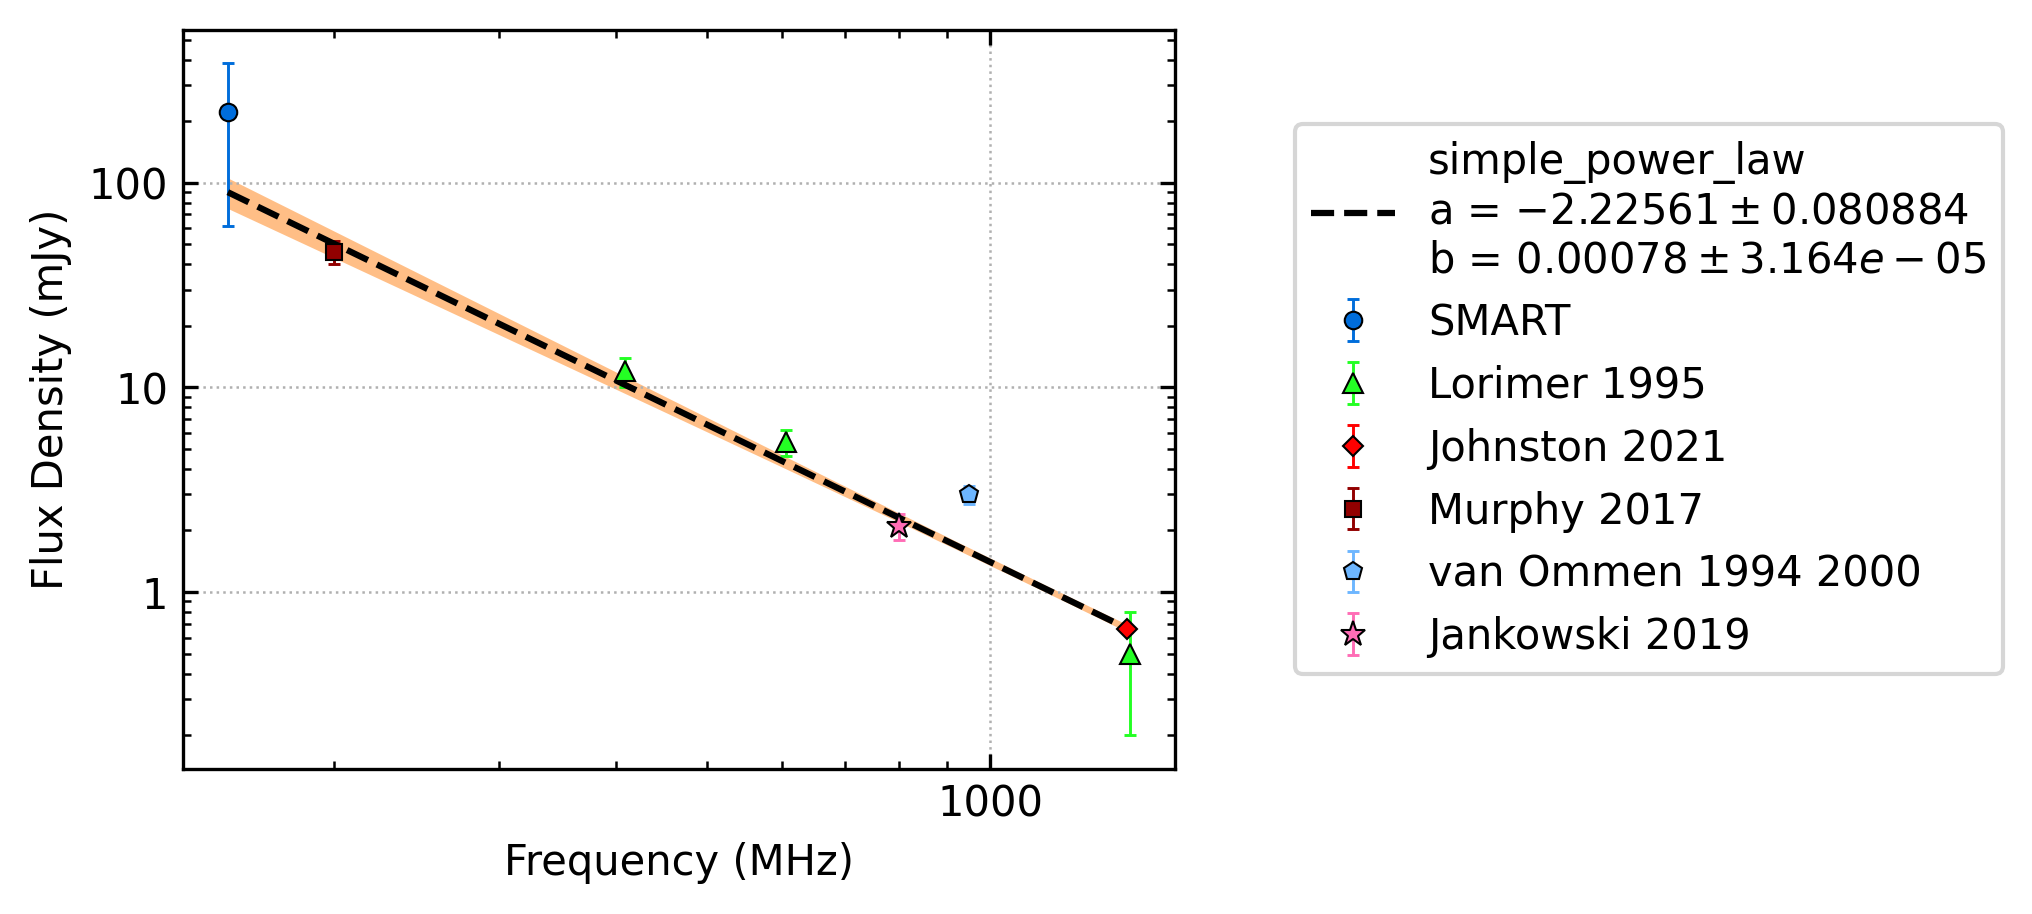 100
10
1
1000
Flux Density (mJy)
Frequency (MHz)
simple_power_law
a = −2.22561 ± 0.080884
b = 0.00078 ± 3.164e − 05
SMART
Lorimer 1995
Johnston 2021
Murphy 2017
van Ommen 1994 2000
Jankowski 2019